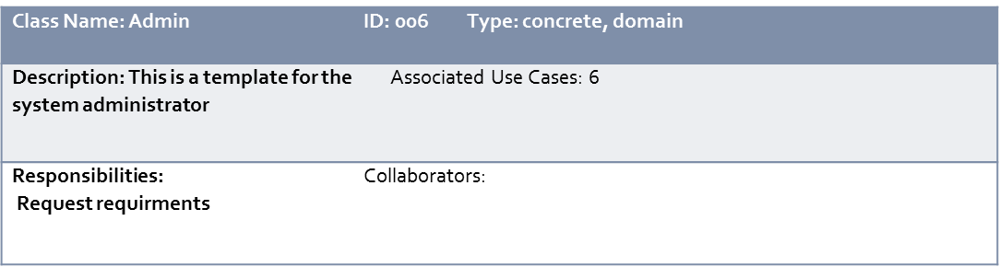 Class Name: Admin ID: 006 Type: concrete, domain
Description: This is a template for the Associated Use Cases: 6
system administrator
Responsibilities: Collaborators:
Request requirments